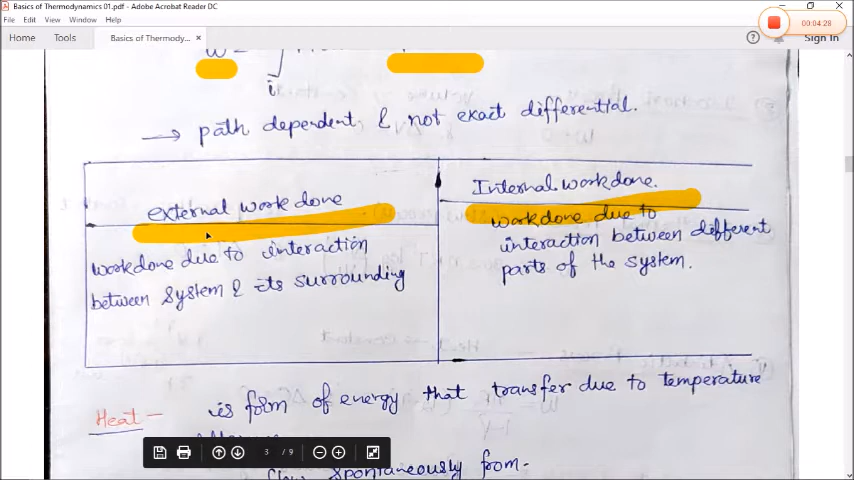 Basics of Thermodynamics 01.pdf - Adobe Acrobat Reader DC
File Edit View Window Help
Home Tools Basics of Thermody... ×
Sign In
00:04:28
→ path dependent & not exact differential.
external work done
workdone due to interaction
between system & its surrounding
Internal workdone.
workdone due to
interaction between different
parts of the system.
Heat — is form of energy that transfer due to temperature
3 / 9
flow spontaneously from